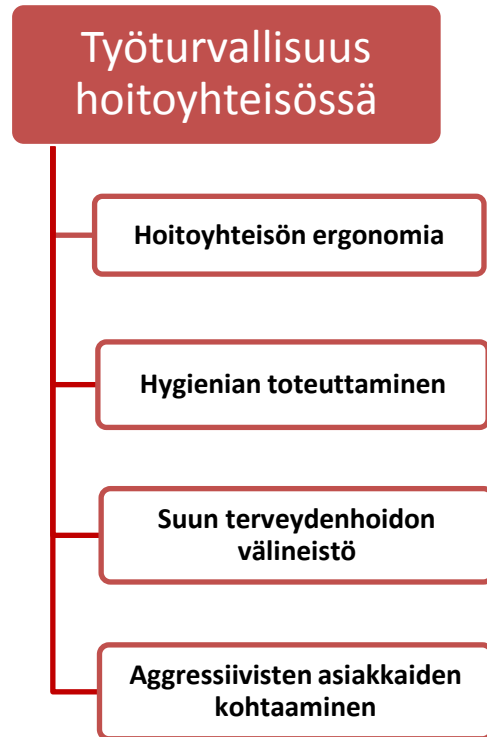 Työturvallisuus
hoitoyhteisössä
Hoitoyhteisön ergonomia
Hygienian toteuttaminen
Suun terveydenhoidon
välineistö
Aggressiivisten asiakkaiden
kohtaaminen